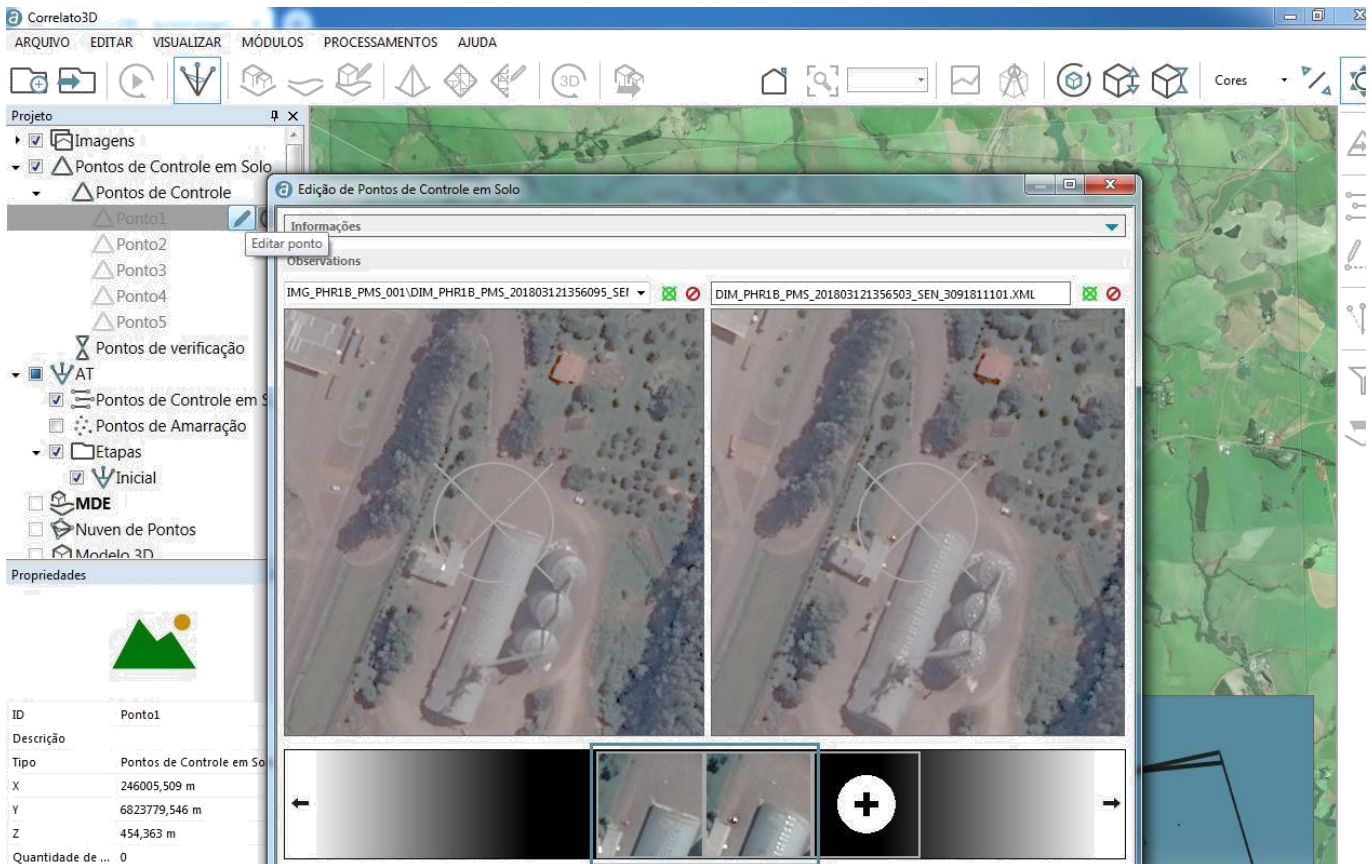 Correlato3D
ARQUIVO EDITAR VISUALIZAR MÓDULOS PROCESSAMENTOS AJUDA
3D
Cores
Projeto
Imagens
Pontos de Controle em Solo
Pontos de Controle
Ponto1
Editar ponto
Ponto2
Ponto3
Ponto4
Ponto5
Pontos de verificação
AT
Pontos de Controle em S
Pontos de Amarração
Etapas
Inicial
MDE
Nuven de Pontos
Modelo 3D
Propriedades
ID Ponto1
Descrição
Tipo Pontos de Controle em So
X 246005,509 m
Y 6823779,546 m
Z 454,363 m
Quantidade de ... 0
Edição de Pontos de Controle em Solo
Informações
Observations
IMG_PHR1B_PMS_001\DIM_PHR1B_PMS_201803121356095_SEI
DIM_PHR1B_PMS_201803121356503_SEN_3091811101.XML